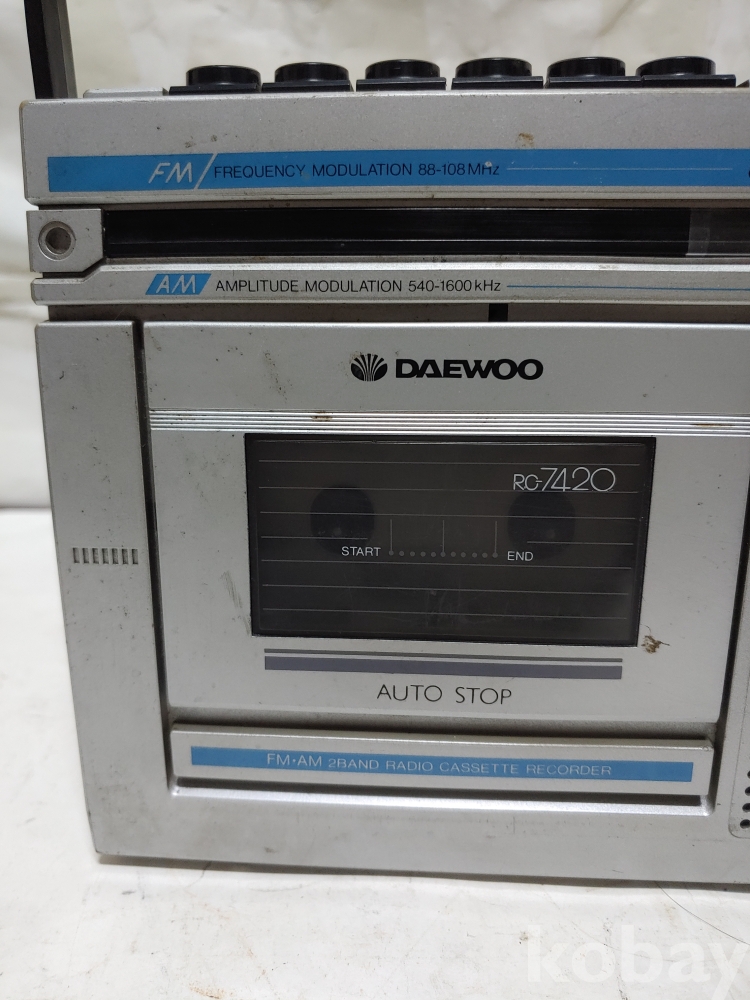 FM/ FREQUENCY MODULATION 88-108 MHz
AM AMPLITUDE MODULATION 540-1600 kHz
DAEWOO
RC-7420
START END
AUTO STOP
FM•AM 2BAND RADIO CASSETTE RECORDER
kobay